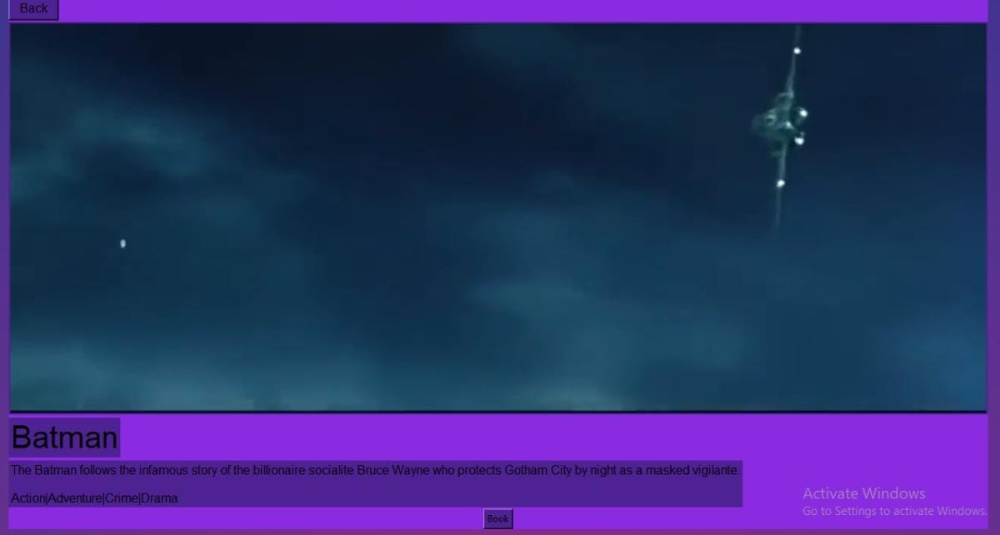 Back
Batman
The Batman follows the infamous story of the billionaire socialite Bruce Wayne who protects Gotham City by night as a masked vigilante.
Action|Adventure|Crime|Drama
Activate Windows
Go to Settings to activate Windows.
Book